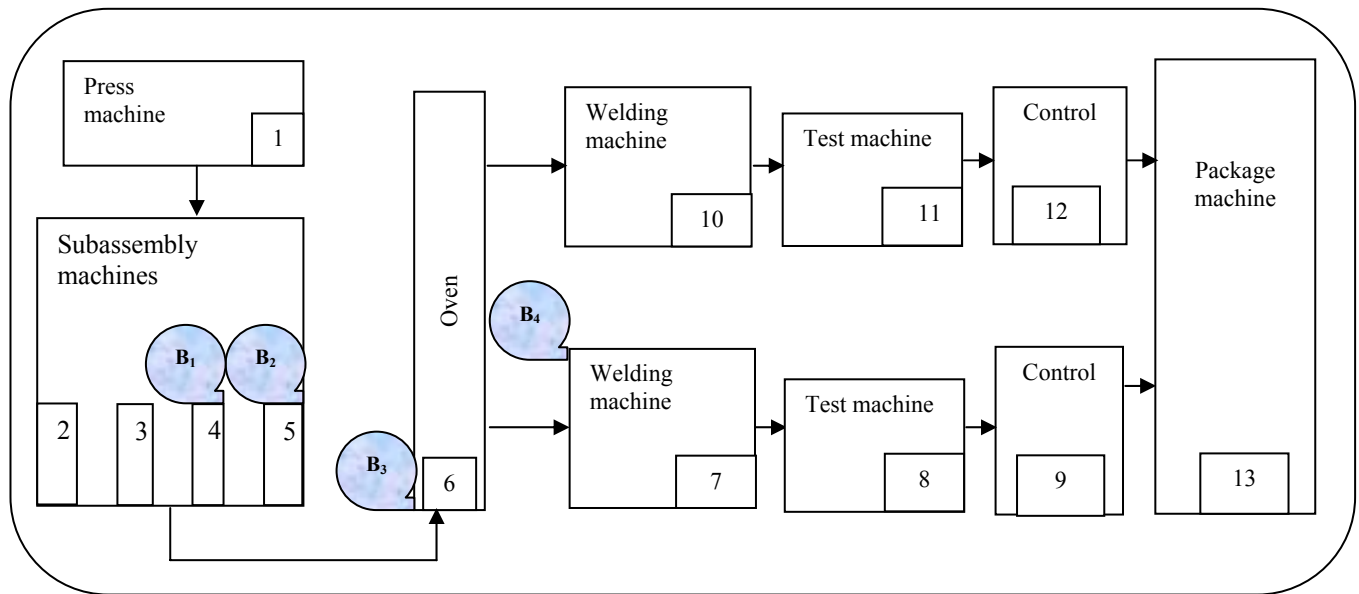 Press
machine
1
Subassembly
machines
B₁
B₂
2
3
4
5
B₃
Oven
6
Welding
machine
10
Test machine
11
Control
12
B₄
Welding
machine
7
Test machine
8
Control
9
Package
machine
13